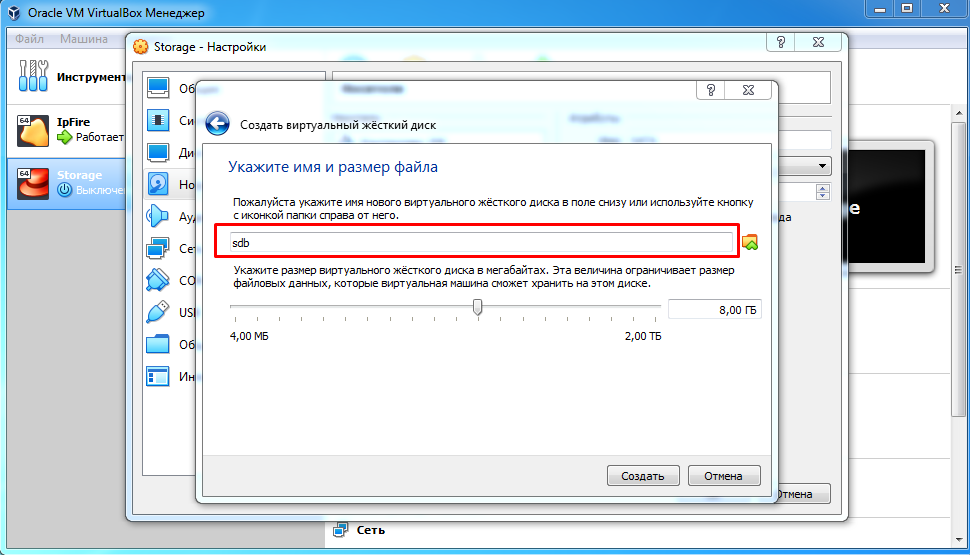 Oracle VM VirtualBox Менеджер
Файл Машина
Storage - Настройки
?
Инструмент
64
IpFire
Работает
64
Storage
Выключе
Об
Си
Ди
Но
Ау
Се
CO
USI
Об
Ин
?
Создать виртуальный жёсткий диск
Укажите имя и размер файла
Пожалуйста укажите имя нового виртуального жёсткого диска в поле снизу или используйте кнопку
с иконкой папки справа от него.
sdb
Укажите размер виртуального жёсткого диска в мегабайтах. Эта величина ограничивает размер
файловых данных, которые виртуальная машина сможет хранить на этом диске.
8,00 ГБ
4,00 МБ
2,00 ТБ
Создать
Отмена
да
e
Отмена
Сеть